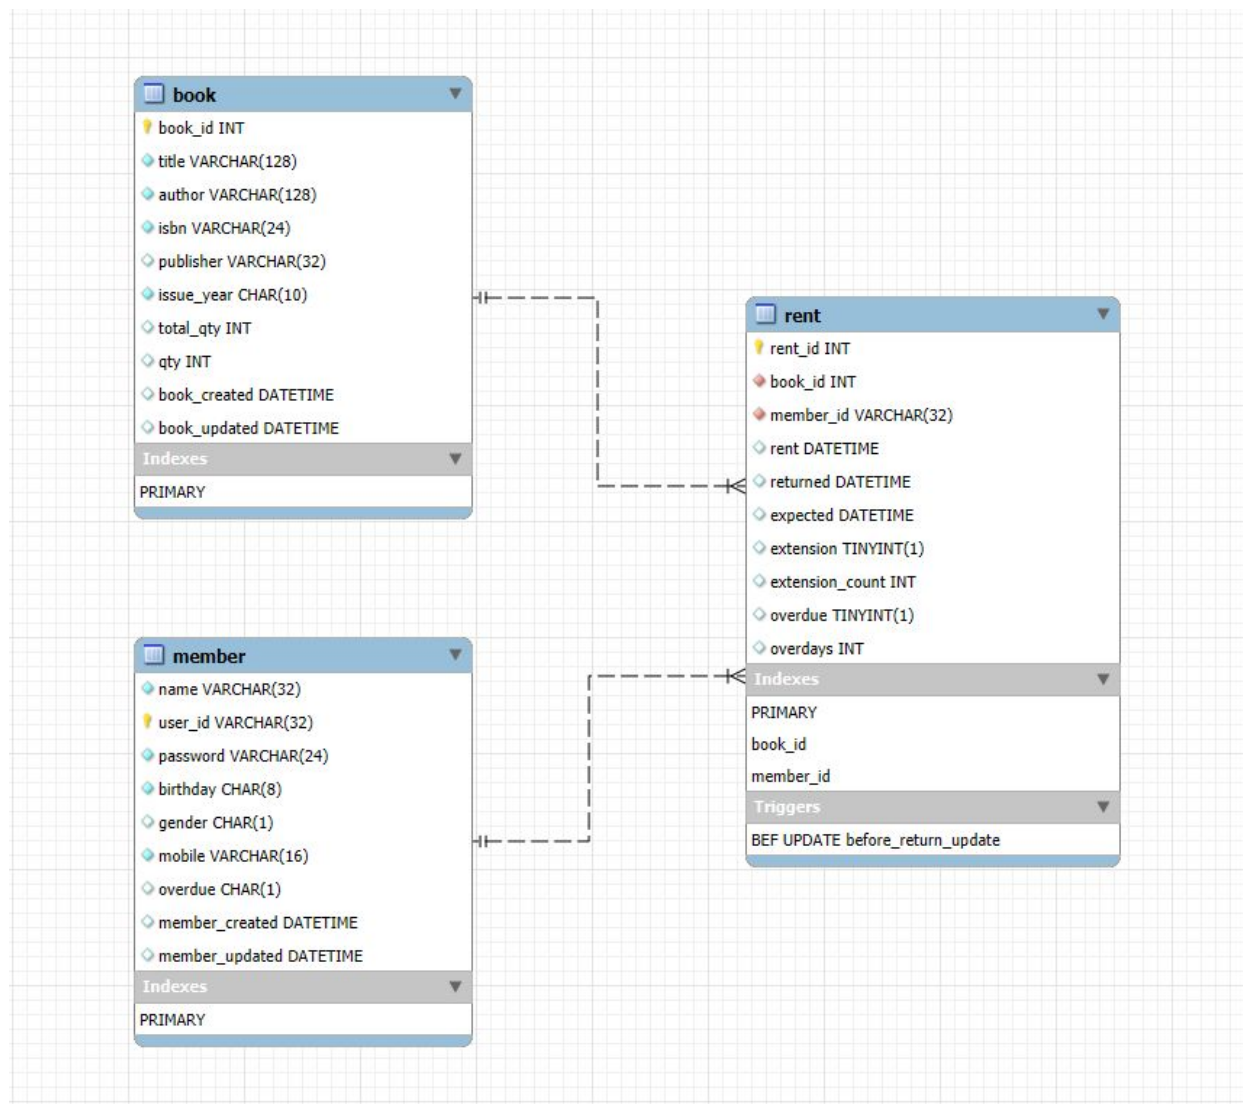 book
book_id INT
title VARCHAR(128)
author VARCHAR(128)
isbn VARCHAR(24)
publisher VARCHAR(32)
issue_year CHAR(10)
total_qty INT
qty INT
book_created DATETIME
book_updated DATETIME
Indexes
PRIMARY
member
name VARCHAR(32)
user_id VARCHAR(32)
password VARCHAR(24)
birthday CHAR(8)
gender CHAR(1)
mobile VARCHAR(16)
overdue CHAR(1)
member_created DATETIME
member_updated DATETIME
Indexes
PRIMARY
rent
rent_id INT
book_id INT
member_id VARCHAR(32)
rent DATETIME
returned DATETIME
expected DATETIME
extension TINYINT(1)
extension_count INT
overdue TINYINT(1)
overdays INT
Indexes
PRIMARY
book_id
member_id
Triggers
BEF UPDATE before_return_update